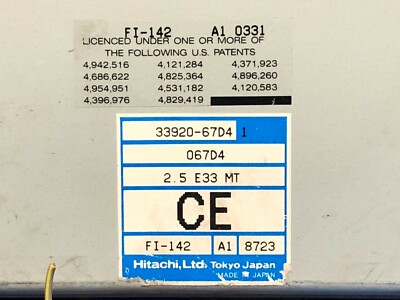 FI-142 A1 0331
LICENCED UNDER ONE OR MORE OF
THE FOLLOWING U.S. PATENTS
4,942,516 4,121,284 4,371,923
4,686,622 4,825,364 4,896,260
4,954,951 4,531,182 4,120,583
4,396,976 4,829,419
33920-67D4 1
067D4
2.5 E33 MT
CE
FI-142 A1 8723
Hitachi, Ltd. Tokyo Japan
MADE IN JAPAN